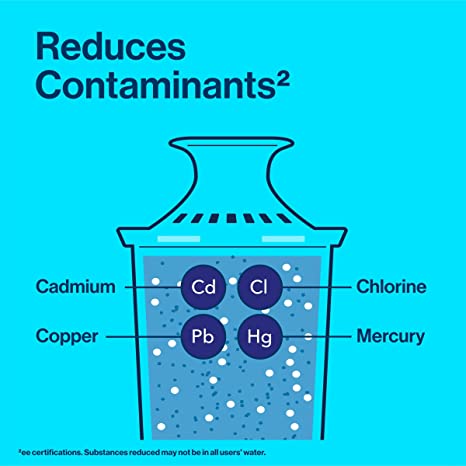 Reduces
Contaminants²
Cadmium Cd Cl Chlorine
Copper Pb Hg Mercury
²ee certifications. Substances reduced may not be in all users' water.